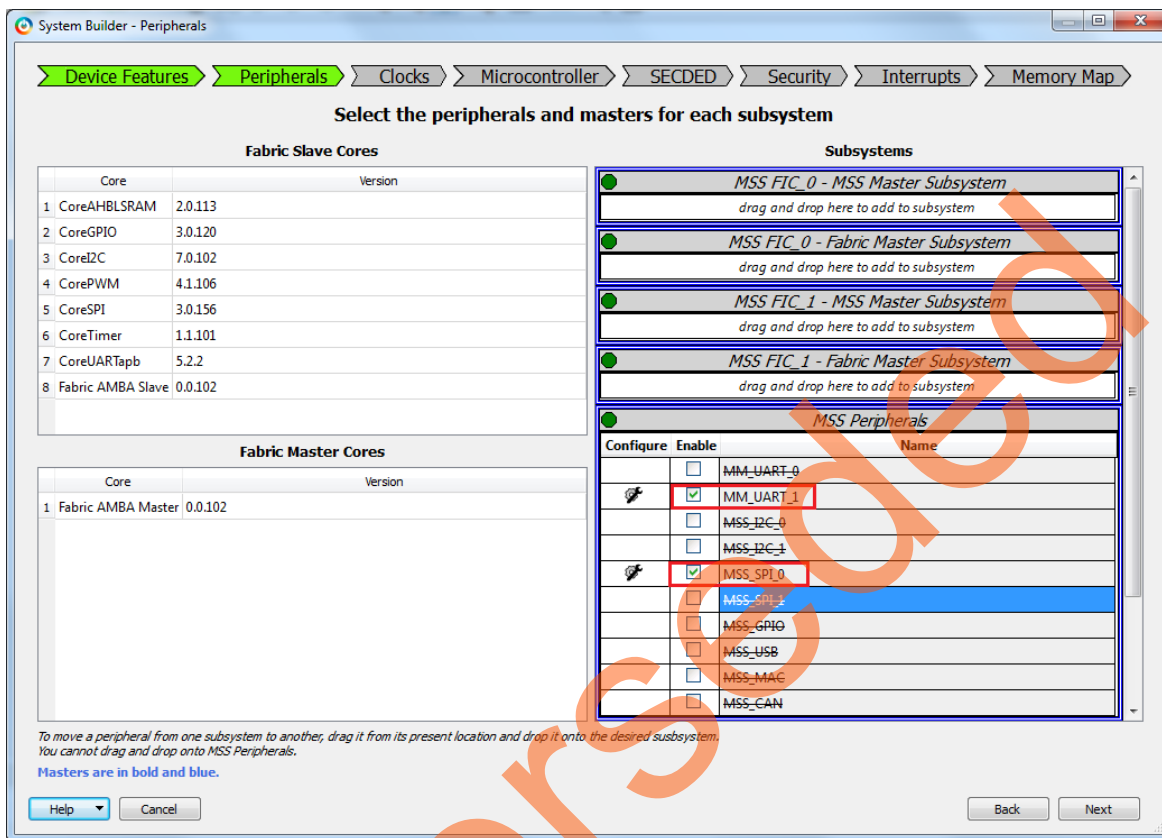 System Builder - Peripherals
Device Features Peripherals Clocks Microcontroller SECDED Security Interrupts Memory Map
Select the peripherals and masters for each subsystem
Fabric Slave Cores
Core Version
1 CoreAHBLSRAM 2.0.113
2 CoreGPIO 3.0.120
3 CoreI2C 7.0.102
4 CorePWM 4.1.106
5 CoreSPI 3.0.156
6 CoreTimer 1.1.101
7 CoreUARTapb 5.2.2
8 Fabric AMBA Slave 0.0.102
Fabric Master Cores
Core Version
1 Fabric AMBA Master 0.0.102
Subsystems
MSS FIC_0 - MSS Master Subsystem
drag and drop here to add to subsystem
MSS FIC_0 - Fabric Master Subsystem
drag and drop here to add to subsystem
MSS FIC_1 - MSS Master Subsystem
drag and drop here to add to subsystem
MSS FIC_1 - Fabric Master Subsystem
drag and drop here to add to subsystem
MSS Peripherals
Configure Enable Name
MM_UART_0
MM_UART_1
MSS_I2C_0
MSS_I2C_1
MSS_SPI_0
MSS_SPI_1
MSS_GPIO
MSS_USB
MSS_MAC
MSS_CAN
To move a peripheral from one subsystem to another, drag it from its present location and drop it onto the desired susbsystem.
You cannot drag and drop onto MSS Peripherals.
Masters are in bold and blue.
Help Cancel Back Next
erseded